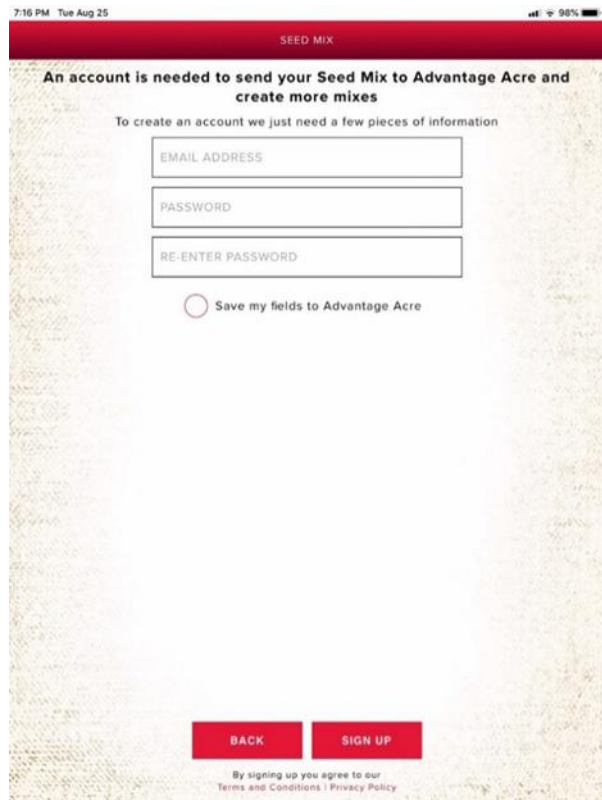 7:16 PM Tue Aug 25 98%
SEED MIX
An account is needed to send your Seed Mix to Advantage Acre and
create more mixes
To create an account we just need a few pieces of information
EMAIL ADDRESS
PASSWORD
RE-ENTER PASSWORD
Save my fields to Advantage Acre
BACK SIGN UP
By signing up you agree to our
Terms and Conditions | Privacy Policy